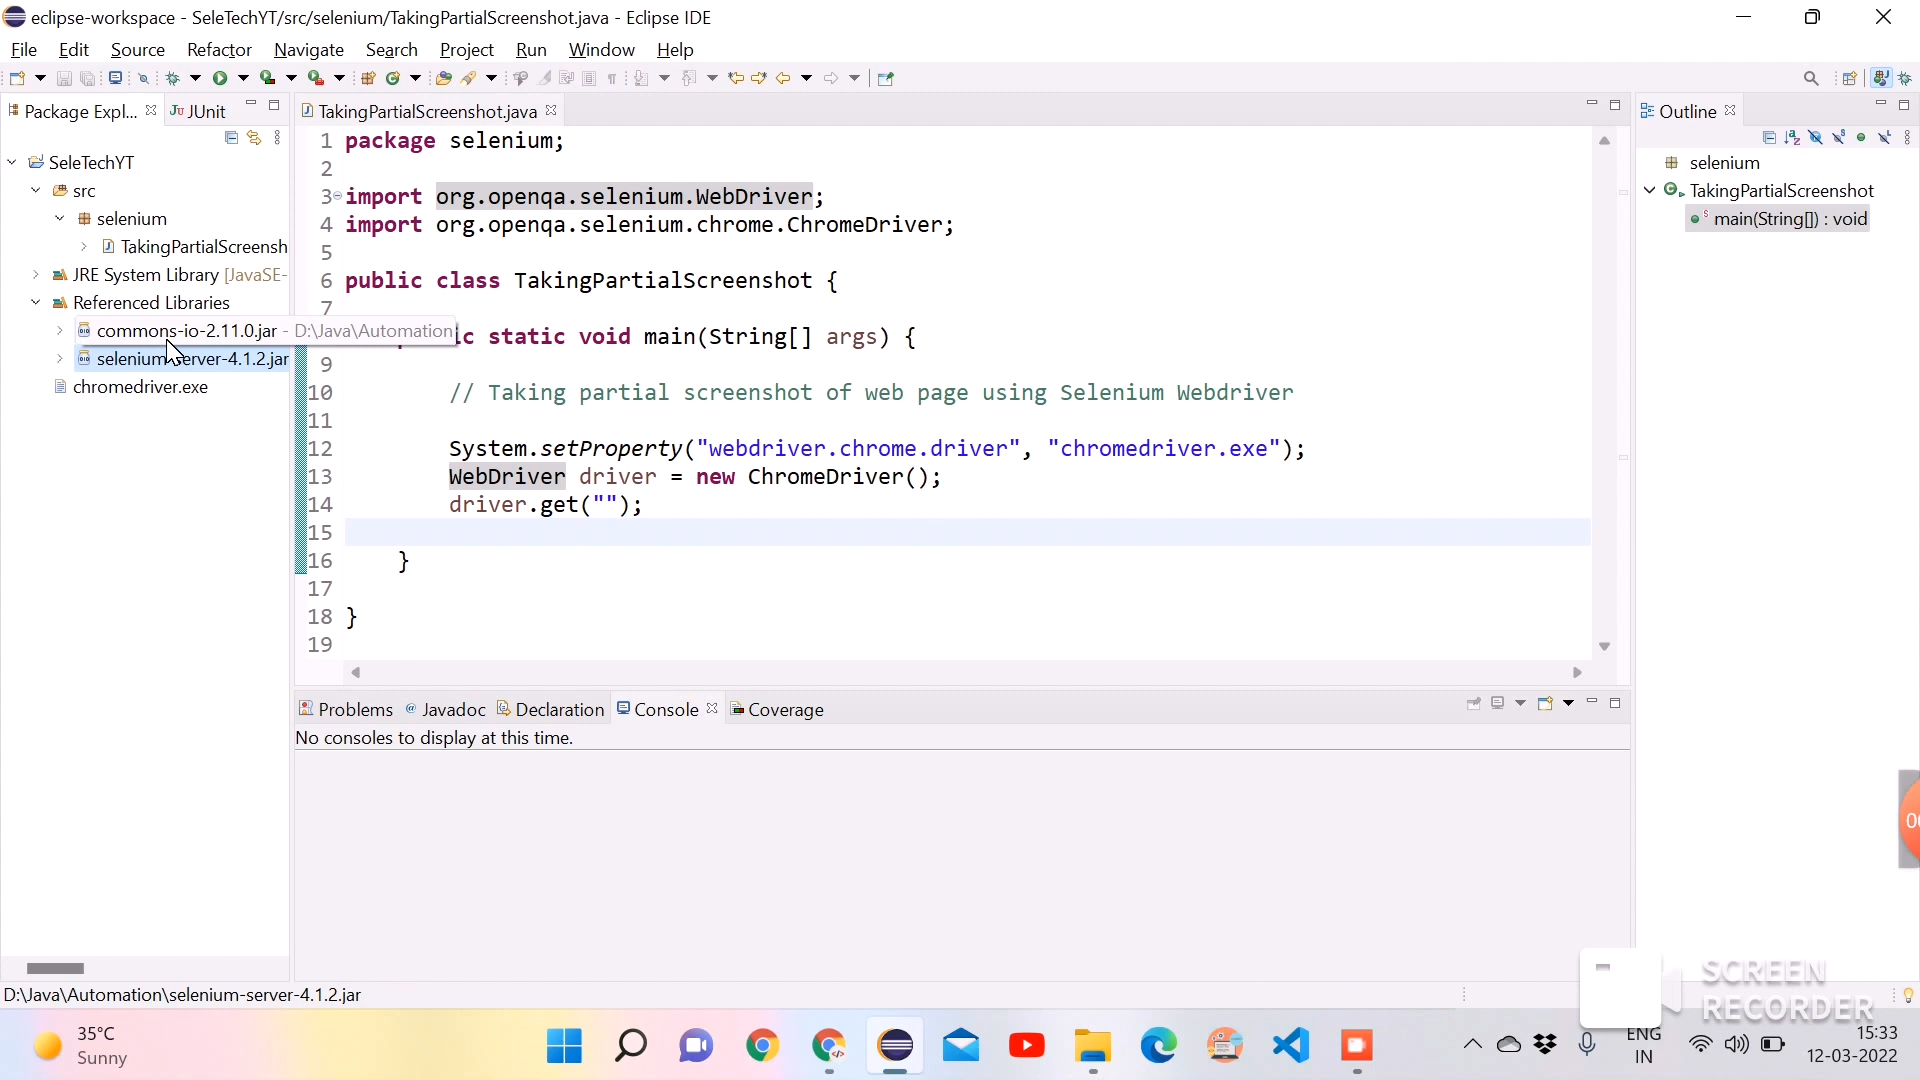 eclipse-workspace - SeleTechYT/src/selenium/TakingPartialScreenshot.java - Eclipse IDE
File Edit Source Refactor Navigate Search Project Run Window Help
Package Expl... JUnit
SeleTechYT
src
selenium
TakingPartialScreensh
JRE System Library [JavaSE-
Referenced Libraries
commons-io-2.11.0.jar - D:\Java\Automation
selenium-server-4.1.2.jar
chromedriver.exe
TakingPartialScreenshot.java
1 package selenium;
2
3 import org.openqa.selenium.WebDriver;
4 import org.openqa.selenium.chrome.ChromeDriver;
5
6 public class TakingPartialScreenshot {
7
c static void main(String[] args) {
9
10 // Taking partial screenshot of web page using Selenium Webdriver
11
12 System.setProperty("webdriver.chrome.driver", "chromedriver.exe");
13 WebDriver driver = new ChromeDriver();
14 driver.get("");
15
16 }
17
18 }
19
Outline
selenium
TakingPartialScreenshot
main(String[]) : void
Problems Javadoc Declaration Console Coverage
No consoles to display at this time.
D:\Java\Automation\selenium-server-4.1.2.jar
SCREEN
RECORDER
35°C
Sunny
ENG
IN
15:33
12-03-2022